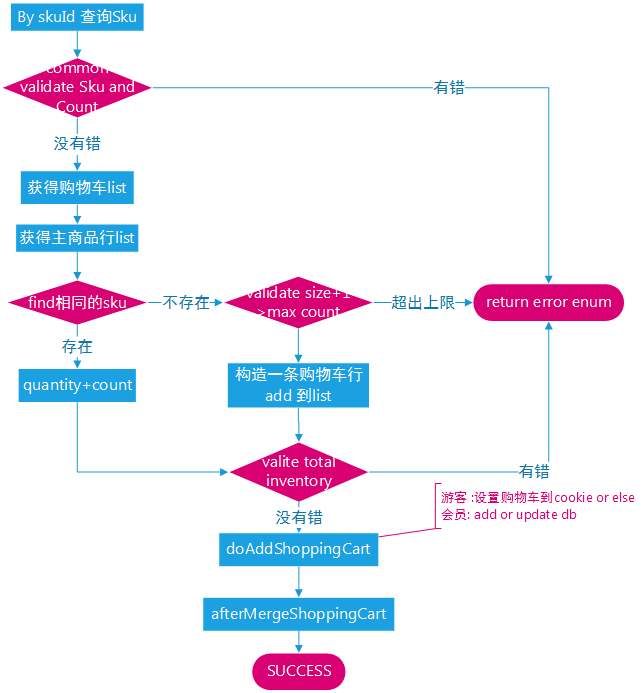 By skuId 查询Sku
common
validate Sku and
Count
有错
没有错
获得购物车list
获得主商品行list
find相同的sku
不存在
validate size+1
>max count
超出上限
return error enum
存在
quantity+count
构造一条购物车行
add 到list
valite total
inventory
有错
没有错
游客 :设置购物车到cookie or else
会员: add or update db
doAddShoppingCart
afterMergeShoppingCart
SUCCESS